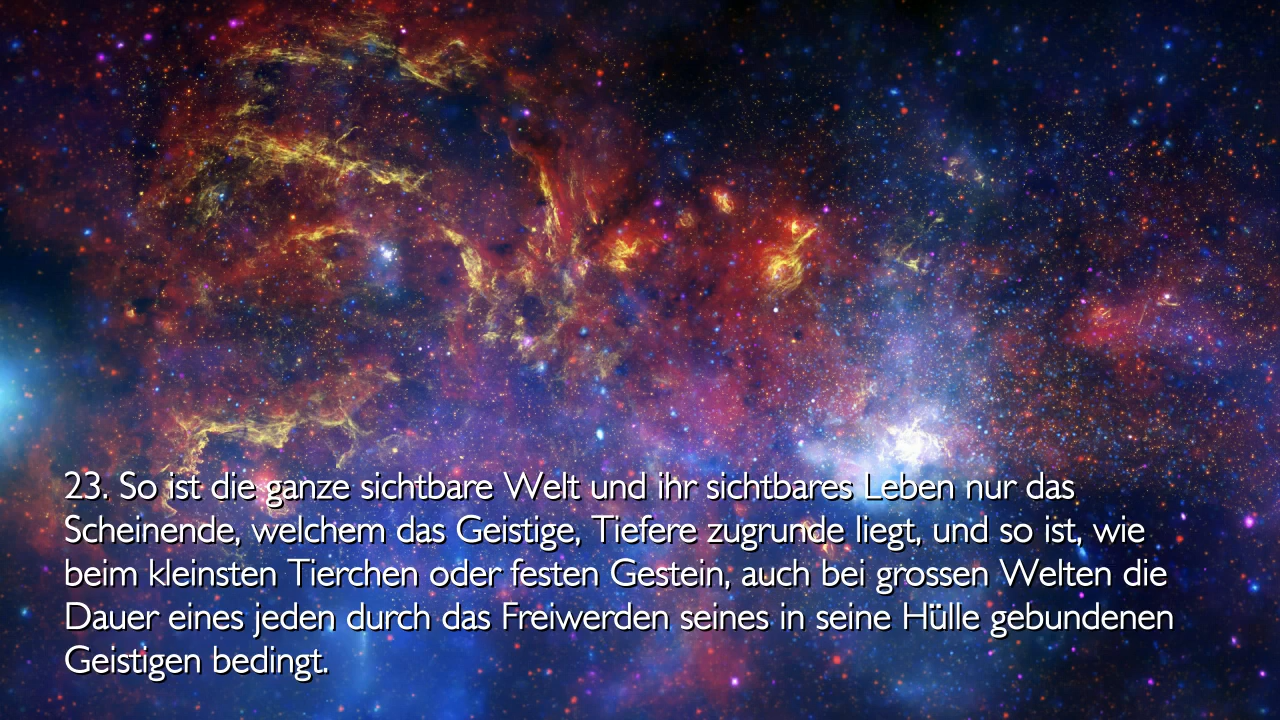 23. So ist die ganze sichtbare Welt und ihr sichtbares Leben nur das
Scheinende, welchem das Geistige, Tiefere zugrunde liegt, und so ist, wie
beim kleinsten Tierchen oder festen Gestein, auch bei grossen Welten die
Dauer eines jeden durch das Freiwerden seines in seine Hülle gebundenen
Geistigen bedingt.